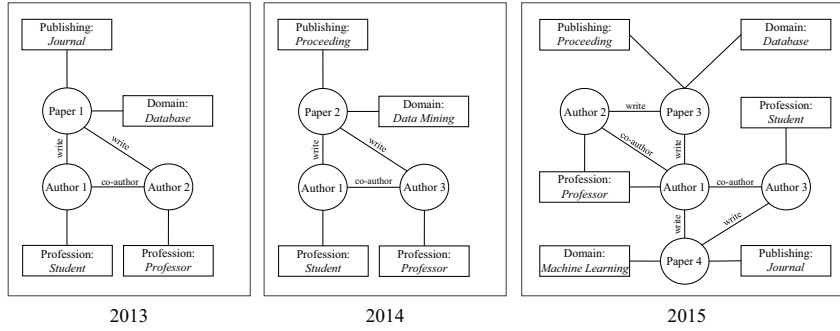 Publishing:
Journal
Paper 1
Domain:
Database
write
write
Author 1
co-author
Author 2
Profession:
Student
Profession:
Professor
2013
Publishing:
Proceeding
Paper 2
Domain:
Data Mining
write
write
Author 1
co-author
Author 3
Profession:
Student
Profession:
Professor
2014
Publishing:
Proceeding
Domain:
Database
Author 2
write
Paper 3
Profession:
Student
co-author
write
Profession:
Professor
Author 1
co-author
Author 3
write
write
Domain:
Machine Learning
Paper 4
Publishing:
Journal
2015